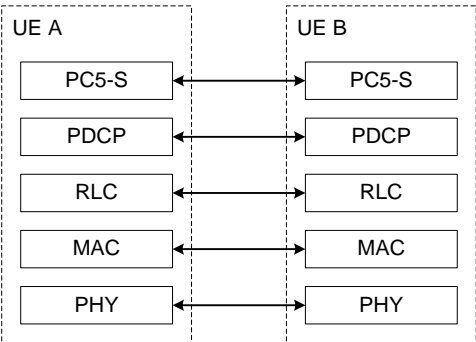 UE A UE B
PC5-S PC5-S
PDCP PDCP
RLC RLC
MAC MAC
PHY PHY